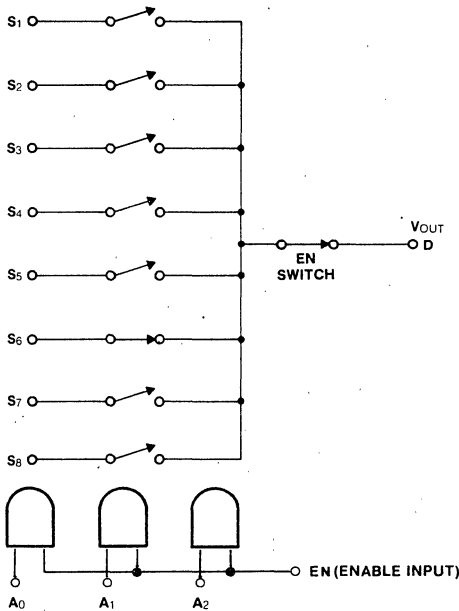 S1
S2
S3
S4
VOUT
D
EN
SWITCH
S5
S6
S7
S8
EN (ENABLE INPUT)
A0
A1
A2